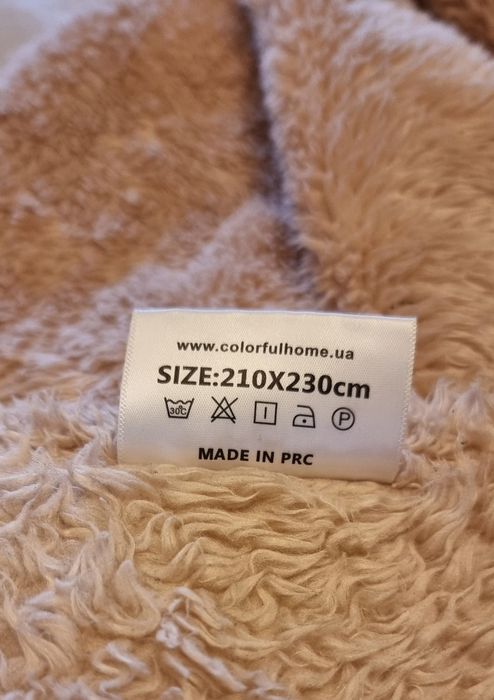 www.colorfulhome.ua
SIZE:210X230cm
30°C P
MADE IN PRC